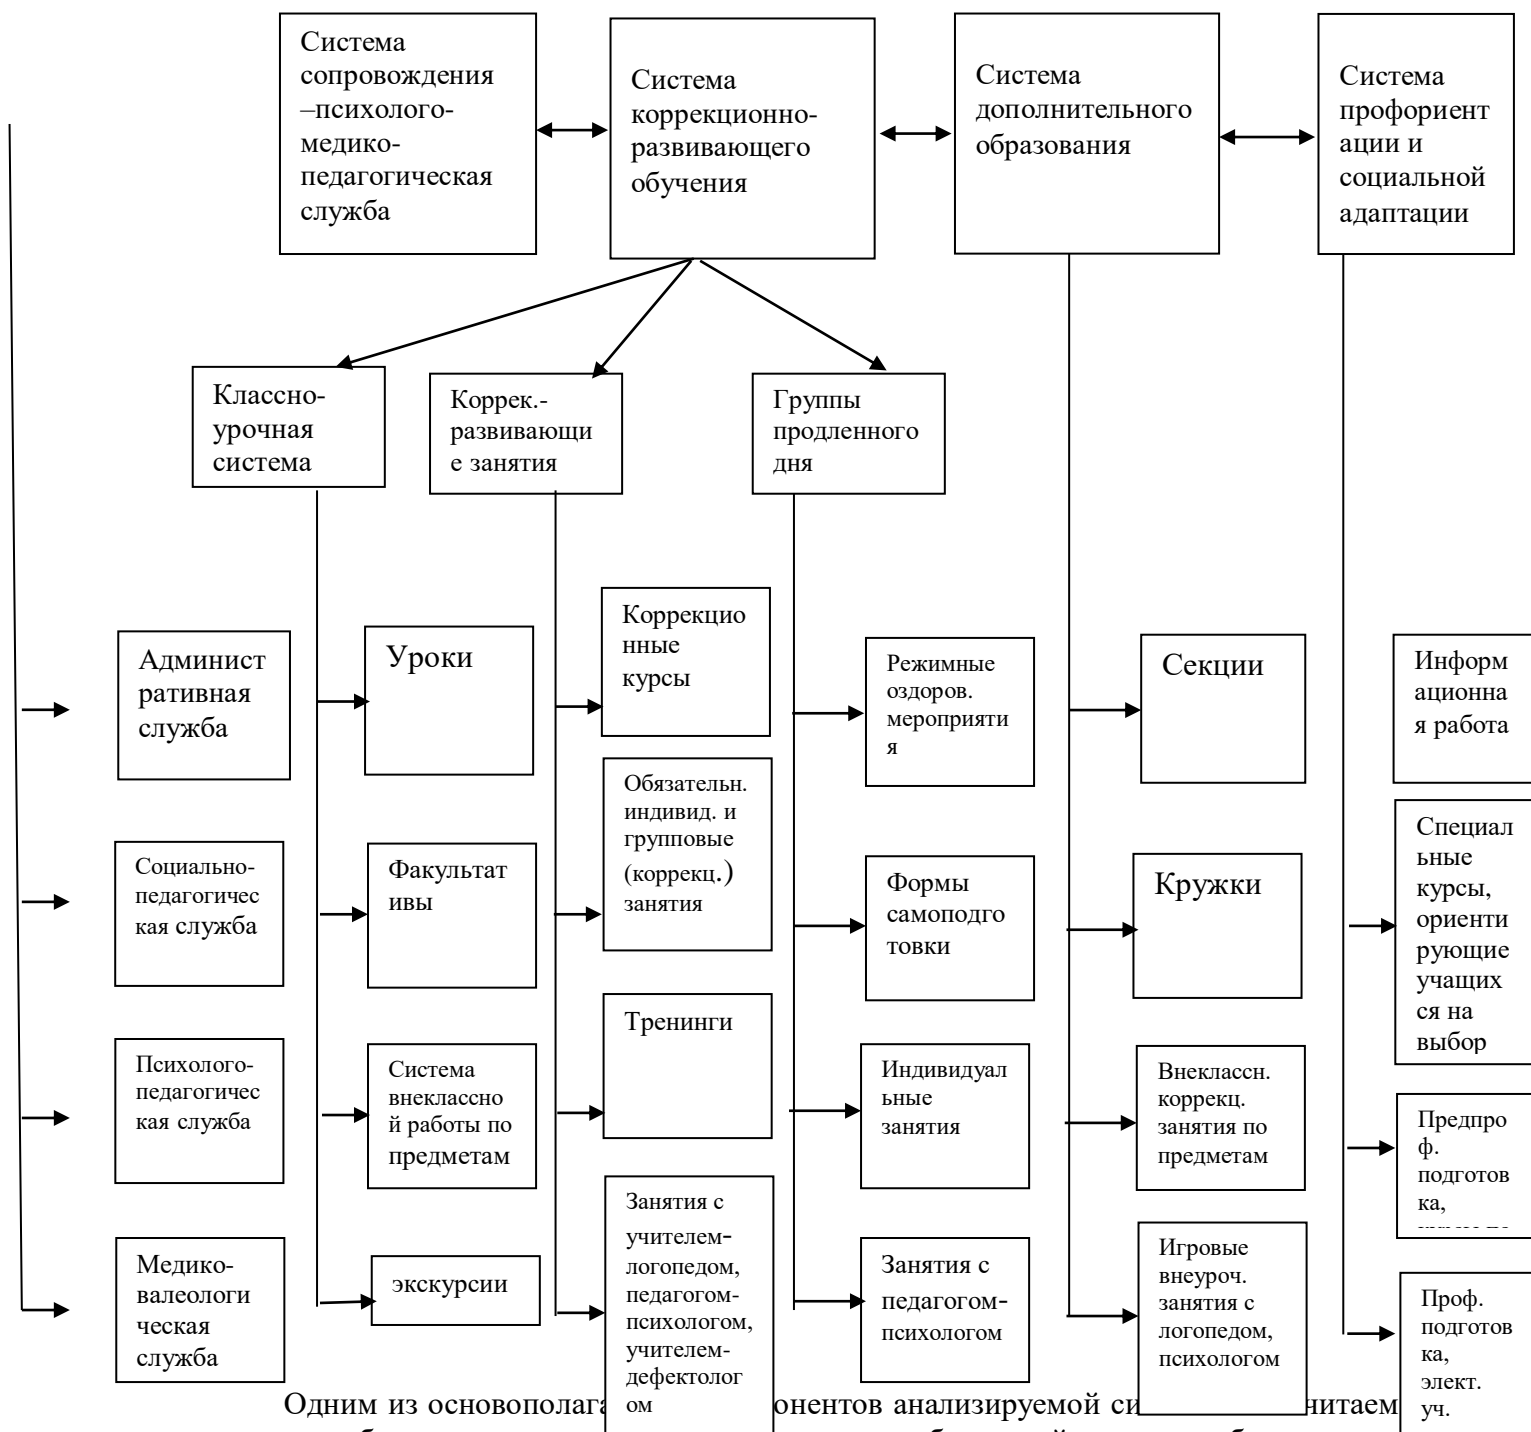 Система
сопровождения
–психолого-
медико-
педагогическая
служба
Система
коррекционно-
развивающего
обучения
Система
дополнительного
образования
Система
профориент
ации и
социальной
адаптации
Классно-
урочная
система
Коррек.-
развивающи
е занятия
Группы
продленного
дня
Админист
ративная
служба
Уроки
Коррекцио
нные
курсы
Режимные
оздоров.
мероприяти
я
Секции
Информ
ационна
я работа
Социально-
педагогичес
кая служба
Факультат
ивы
Обязательн.
индивид. и
групповые
(коррекц.)
занятия
Формы
самоподго
товки
Кружки
Специал
ьные
курсы,
ориенти
рующие
учащих
ся на
выбор
Психолого-
педагогичес
кая служба
Система
внеклассно
й работы по
предметам
Тренинги
Индивидуал
ьные
занятия
Внеклассн.
коррекц.
занятия по
предметам
Предпро
ф.
подготов
ка,
Медико-
валеологи
ческая
служба
экскурсии
Занятия с
учителем-
логопедом,
педагогом-
психологом,
учителем-
дефектолог
ом
Занятия с
педагогом-
психологом
Игровые
внеуроч.
занятия с
логопедом,
психологом
Проф.
подготов
ка,
элект.
уч.
Одним из основополага онентов анализируемой си читаем